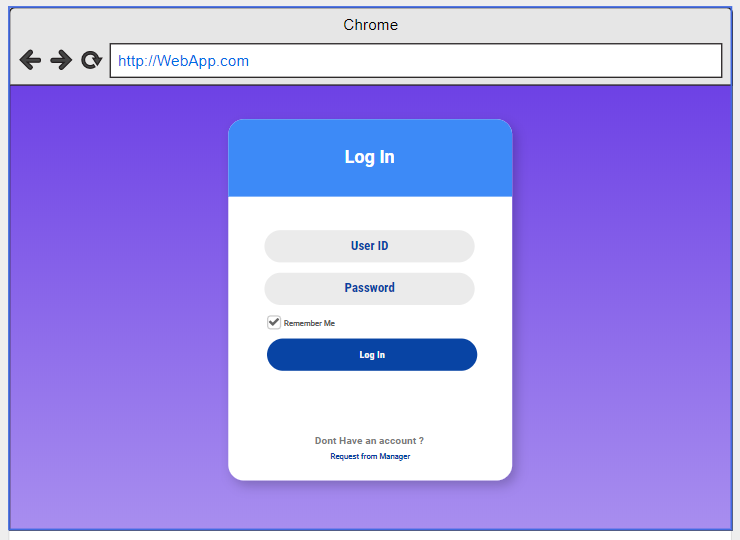 Chrome
http://WebApp.com
Log In
User ID
Password
Remember Me
Log In
Dont Have an account ?
Request from Manager